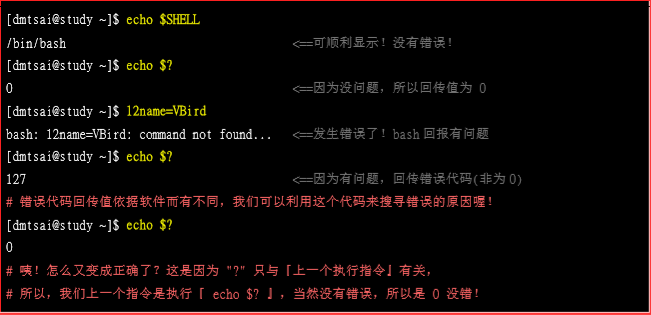 [dmtsai@study ~]$ echo $SHELL
/bin/bash <==可顺利显示！没有错误！
[dmtsai@study ~]$ echo $?
0 <==因为没问题，所以回传值为 0
[dmtsai@study ~]$ 12name=VBird
bash: 12name=VBird: command not found... <==发生错误了！bash回报有问题
[dmtsai@study ~]$ echo $?
127 <==因为有问题，回传错误代码(非为0)
# 错误代码回传值依据软件而有不同，我们可以利用这个代码来搜寻错误的原因喔！
[dmtsai@study ~]$ echo $?
0
# 咦！怎么又变成正确了？这是因为 "?" 只与『上一个执行指令』有关，
# 所以，我们上一个指令是执行『 echo $? 』，当然没有错误，所以是 0 没错！